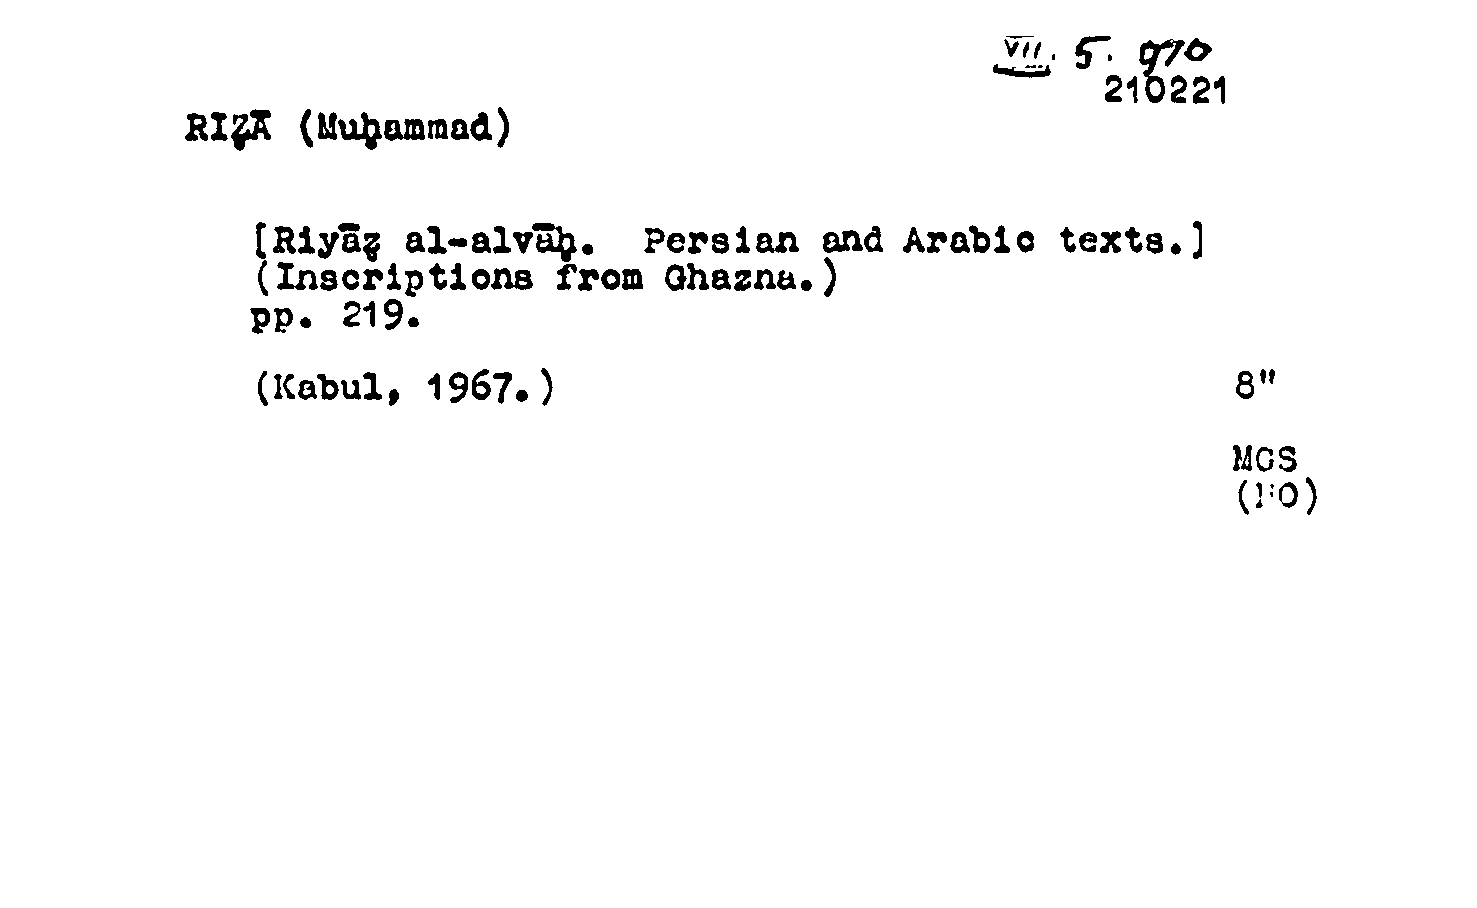 VII. 5. 970
210221
RIẒĀ (Muḥammad)
[Riyāẓ al-alvāḥ. Persian and Arabic texts.]
(Inscriptions from Ghazna.)
pp. 219.
(Kabul, 1967.)
8"
MGS